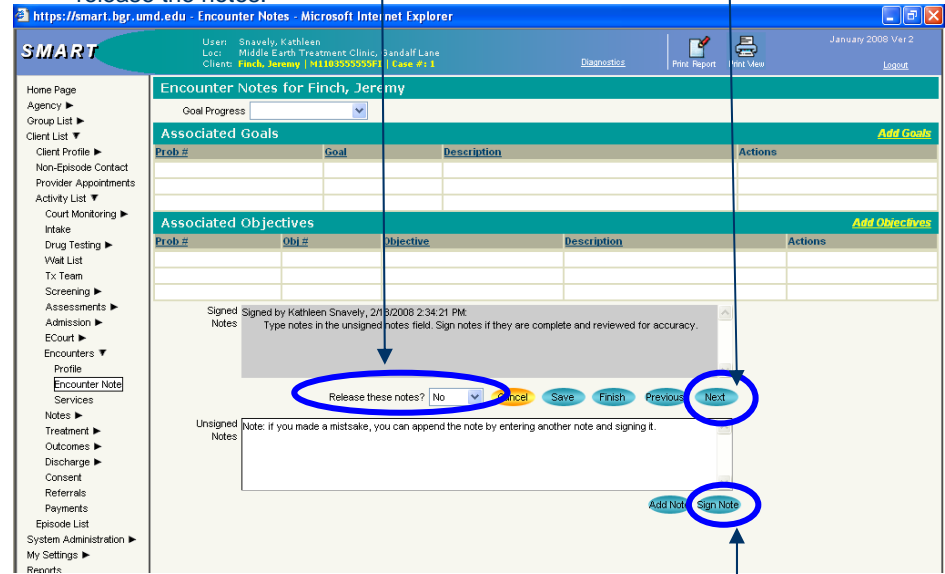 release the notes.
https://smart.bgr.umd.edu - Encounter Notes - Microsoft Internet Explorer
SMART
User: Snavely, Kathleen
Loc: Middle Earth Treatment Clinic, Gandalf Lane
Client: Finch, Jeremy | M1103555555FI | Case #: 1
Diagnostics
Print Report
Print View
January 2008 Ver 2
Logout
Home Page
Agency ▶
Group List ▶
Client List ▼
Client Profile ▶
Non-Episode Contact
Provider Appointments
Activity List ▼
Court Monitoring ▶
Intake
Drug Testing ▶
Wait List
Tx Team
Screening ▶
Assessments ▶
Admission ▶
ECourt ▶
Encounters ▼
Profile
Encounter Note
Services
Notes ▶
Treatment ▶
Outcomes ▶
Discharge ▶
Consent
Referrals
Payments
Episode List
System Administration ▶
My Settings ▶
Reports
Encounter Notes for Finch, Jeremy
Goal Progress
Associated Goals Add Goals
Prob # Goal Description Actions
Associated Objectives Add Objectives
Prob # Obj # Objective Description Actions
Signed Notes
Signed by Kathleen Snavely, 2/13/2008 2:34:21 PM:
Type notes in the unsigned notes field. Sign notes if they are complete and reviewed for accuracy.
Release these notes? No Cancel Save Finish Previous Next
Unsigned Notes
Note: if you made a mistsake, you can append the note by entering another note and signing it.
Add Note Sign Note